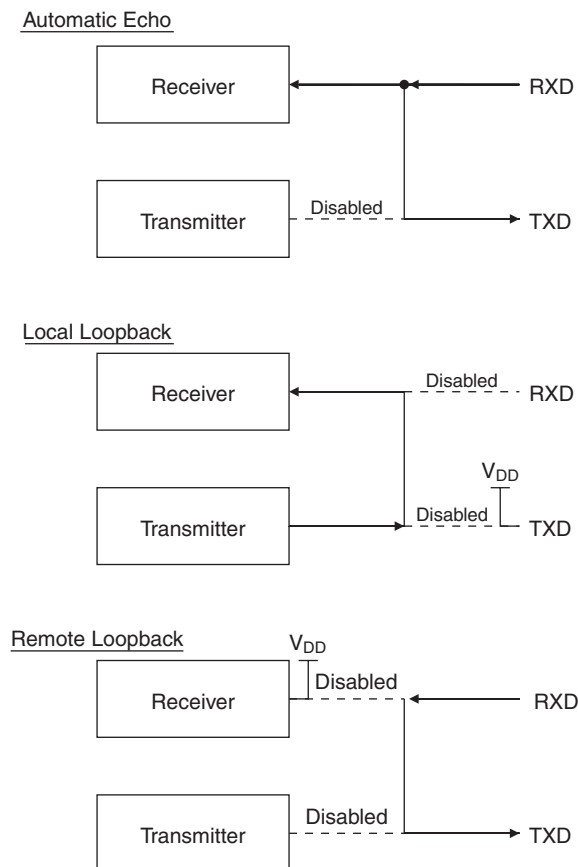 Automatic Echo
Receiver
RXD
Transmitter
Disabled
TXD
Local Loopback
Receiver
Disabled
RXD
VDD
Transmitter
Disabled
TXD
Remote Loopback
VDD
Receiver
Disabled
RXD
Transmitter
Disabled
TXD